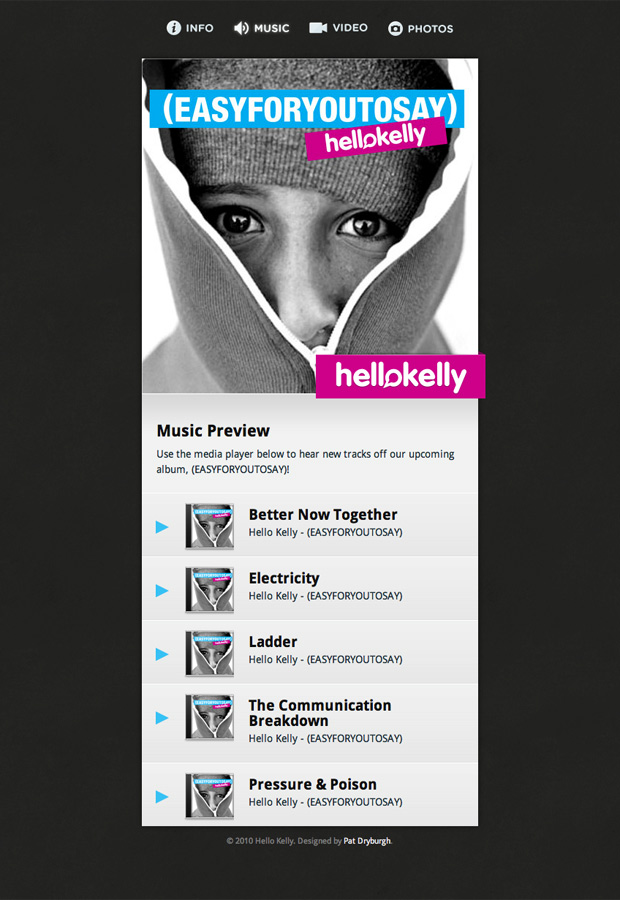 INFO MUSIC VIDEO PHOTOS
(EASYFORYOUTOSAY)
hellokelly
hellokelly
Music Preview
Use the media player below to hear new tracks off our upcoming
album, (EASYFORYOUTOSAY)!
Better Now Together
Hello Kelly - (EASYFORYOUTOSAY)
Electricity
Hello Kelly - (EASYFORYOUTOSAY)
Ladder
Hello Kelly - (EASYFORYOUTOSAY)
The Communication
Breakdown
Hello Kelly - (EASYFORYOUTOSAY)
Pressure & Poison
Hello Kelly - (EASYFORYOUTOSAY)
© 2010 Hello Kelly. Designed by Pat Dryburgh.